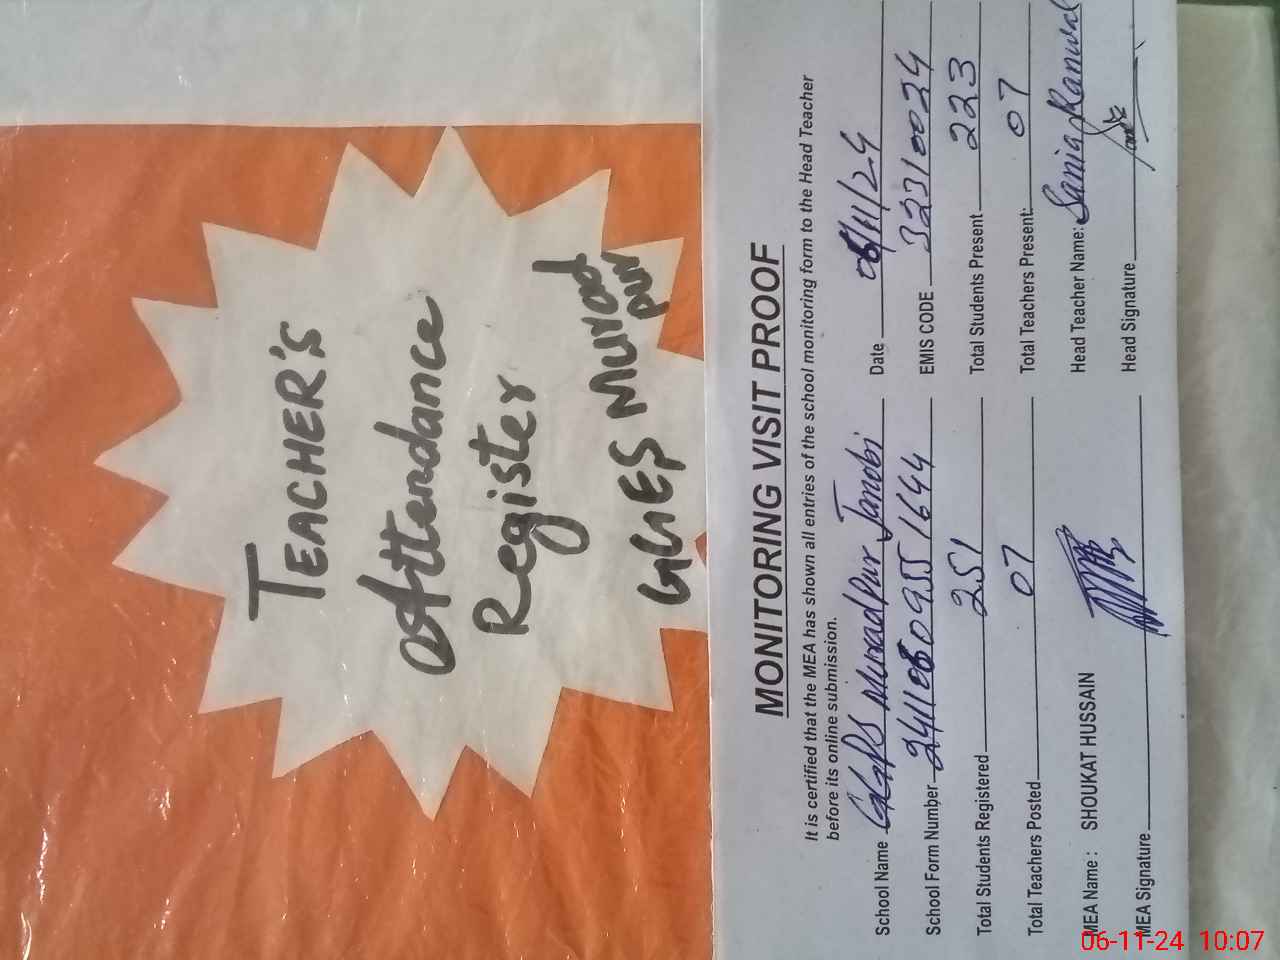 TEACHER'S
Attendance
Register
GGES Murad
pur
MONITORING VISIT PROOF
It is certified that the MEA has shown all entries of the school monitoring form to the Head Teacher
before its online submission.
School Name GGPS Muradpur Janobi Date 06/11/24
School Form Number EMIS CODE 32310024
Total Students Registered 251 Total Students Present 223
Total Teachers Posted 07 Total Teachers Present: 07
MEA Name : SHOUKAT HUSSAIN Head Teacher Name: Sania Kanwal
MEA Signature Head Signature
06-11-24 10:07